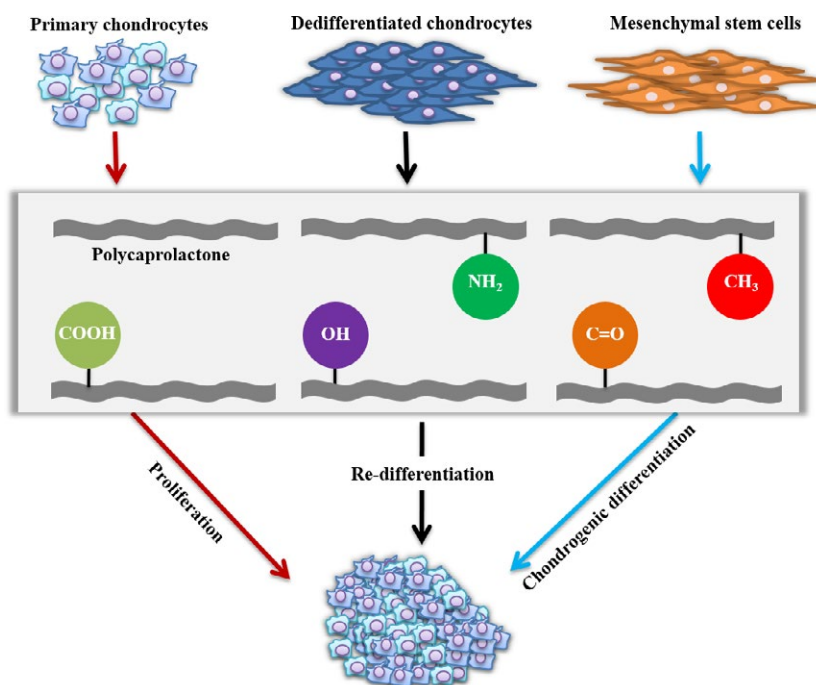 Primary chondrocytes
Dedifferentiated chondrocytes
Mesenchymal stem cells
Polycaprolactone
NH₂
CH₃
COOH
OH
C=O
Proliferation
Re-differentiation
Chondrogenic differentiation